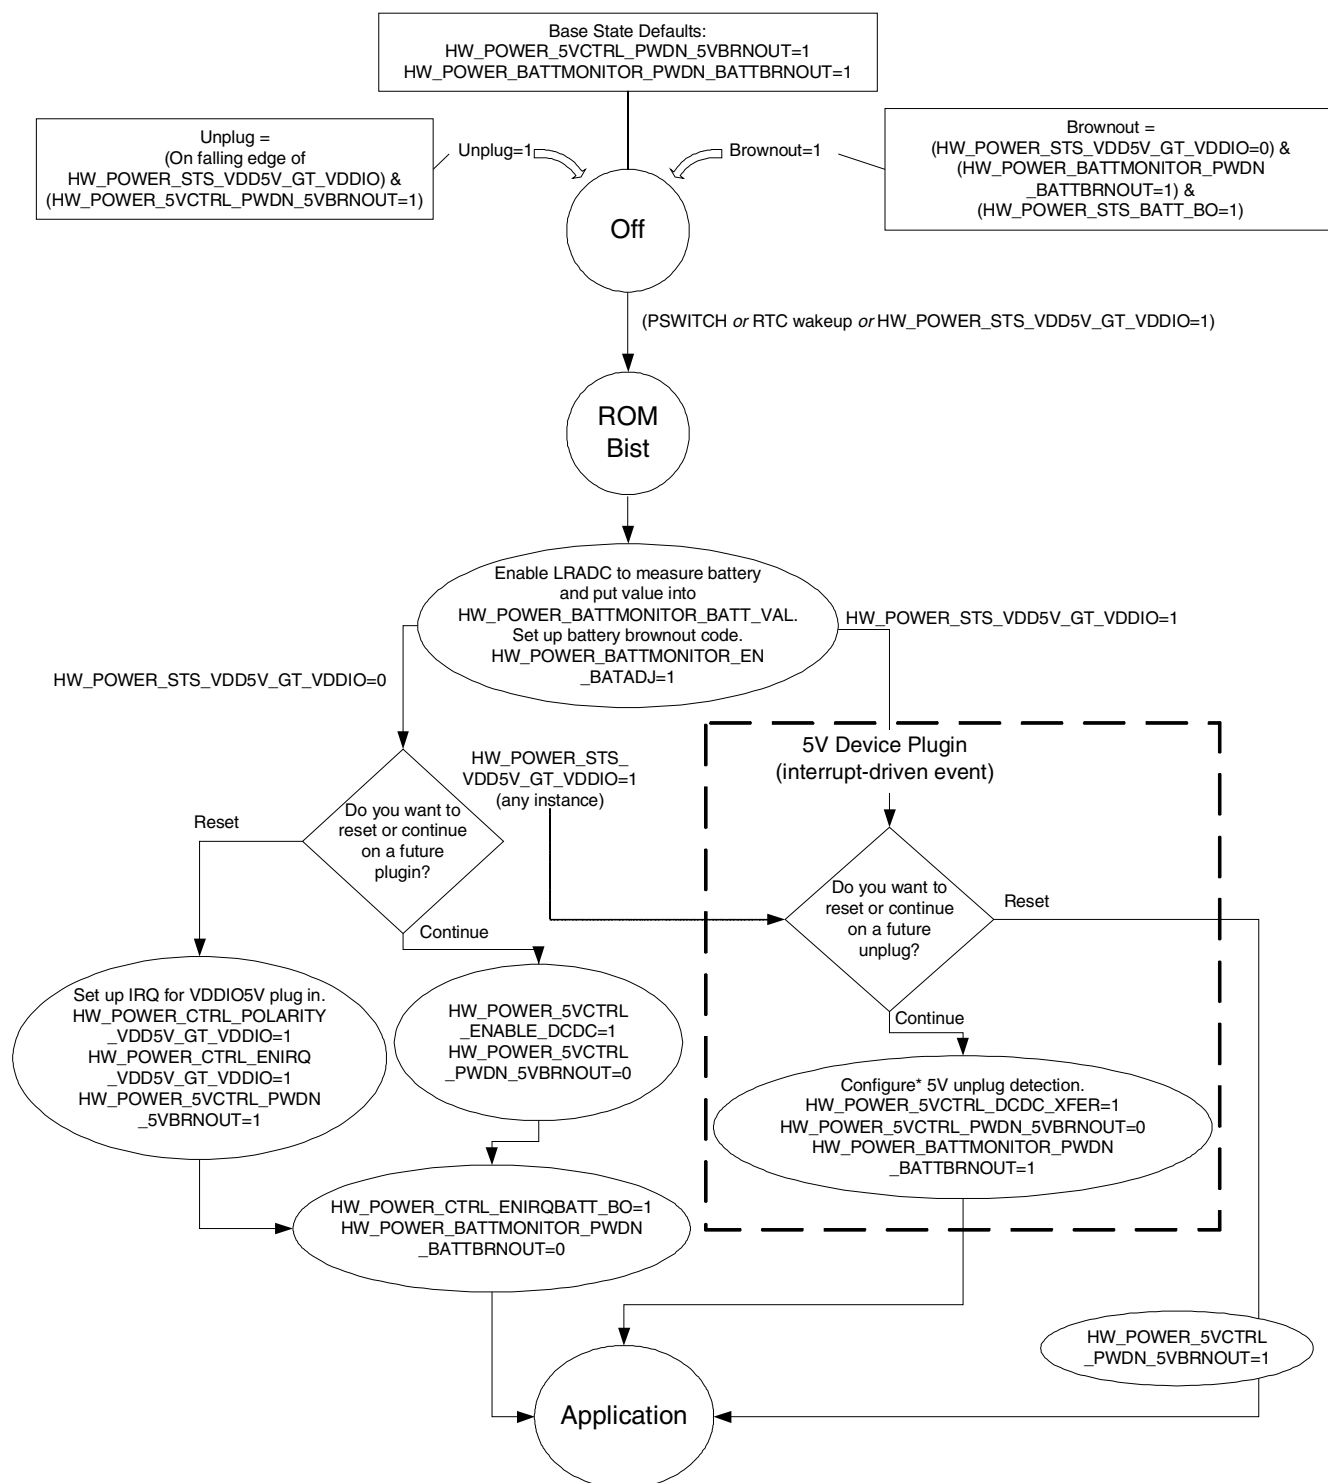 Base State Defaults:
HW_POWER_5VCTRL_PWDN_5VBRNOUT=1
HW_POWER_BATTMONITOR_PWDN_BATTBRNOUT=1
Unplug =
(On falling edge of
HW_POWER_STS_VDD5V_GT_VDDIO) &
(HW_POWER_5VCTRL_PWDN_5VBRNOUT=1)
Unplug=1
Brownout=1
Brownout =
(HW_POWER_STS_VDD5V_GT_VDDIO=0) &
(HW_POWER_BATTMONITOR_PWDN
_BATTBRNOUT=1) &
(HW_POWER_STS_BATT_BO=1)
Off
(PSWITCH or RTC wakeup or HW_POWER_STS_VDD5V_GT_VDDIO=1)
ROM
Bist
Enable LRADC to measure battery
and put value into
HW_POWER_BATTMONITOR_BATT_VAL.
Set up battery brownout code.
HW_POWER_BATTMONITOR_EN
_BATADJ=1
HW_POWER_STS_VDD5V_GT_VDDIO=1
HW_POWER_STS_VDD5V_GT_VDDIO=0
5V Device Plugin
(interrupt-driven event)
HW_POWER_STS_
VDD5V_GT_VDDIO=1
(any instance)
Do you want to
reset or continue
on a future
plugin?
Reset
Continue
Do you want to
reset or continue
on a future
unplug?
Reset
Continue
Set up IRQ for VDDIO5V plug in.
HW_POWER_CTRL_POLARITY
_VDD5V_GT_VDDIO=1
HW_POWER_CTRL_ENIRQ
_VDD5V_GT_VDDIO=1
HW_POWER_5VCTRL_PWDN
_5VBRNOUT=1
HW_POWER_5VCTRL
_ENABLE_DCDC=1
HW_POWER_5VCTRL
_PWDN_5VBRNOUT=0
Configure* 5V unplug detection.
HW_POWER_5VCTRL_DCDC_XFER=1
HW_POWER_5VCTRL_PWDN_5VBRNOUT=0
HW_POWER_BATTMONITOR_PWDN
_BATTBRNOUT=1
HW_POWER_CTRL_ENIRQBATT_BO=1
HW_POWER_BATTMONITOR_PWDN
_BATTBRNOUT=0
HW_POWER_5VCTRL
_PWDN_5VBRNOUT=1
Application